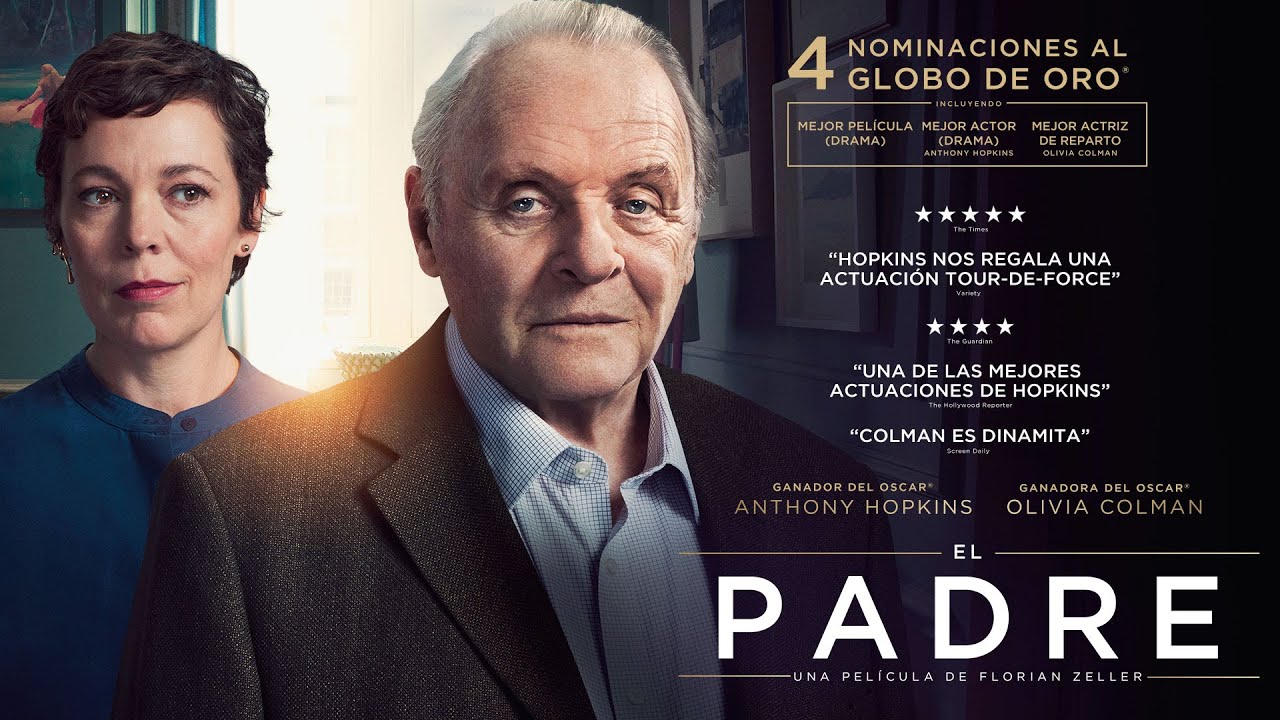 4 NOMINACIONES AL
GLOBO DE ORO®
INCLUYENDO
MEJOR PELÍCULA
(DRAMA)
MEJOR ACTOR
(DRAMA)
ANTHONY HOPKINS
MEJOR ACTRIZ
DE REPARTO
OLIVIA COLMAN
★★★★★
The Times
“HOPKINS NOS REGALA UNA
ACTUACIÓN TOUR-DE-FORCE”
Variety
★★★★
The Guardian
“UNA DE LAS MEJORES
ACTUACIONES DE HOPKINS”
The Hollywood Reporter
“COLMAN ES DINAMITA”
Screen Daily
GANADOR DEL OSCAR®
ANTHONY HOPKINS
GANADORA DEL OSCAR®
OLIVIA COLMAN
EL
PADRE
UNA PELÍCULA DE FLORIAN ZELLER